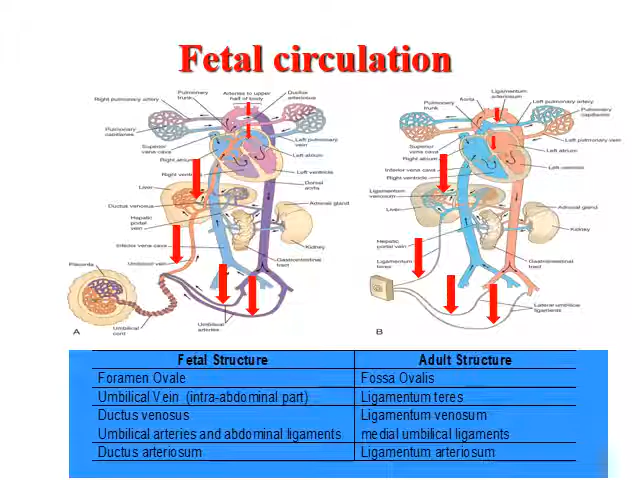 Fetal circulation
Pulmonary trunk
Arteries to upper half of body
Ductus arteriosus
Right pulmonary artery
Pulmonary capillaries
Superior vena cava
Left pulmonary vein
Right atrium
Left atrium
Right ventricle
Left ventricle
Dorsal aorta
Liver
Ductus venosus
Adrenal gland
Hepatic portal vein
Kidney
Inferior vena cava
Gastrointestinal tract
Umbilical vein
Placenta
Umbilical cord
Umbilical arteries
A
Ligamentum arteriosum
Aorta
Pulmonary trunk
Left pulmonary artery
Pulmonary capillaries
Left pulmonary vein
Superior vena cava
Left atrium
Right atrium
Inferior vena cava
Left ventricle
Right ventricle
Ligamentum venosum
Adrenal gland
Liver
Kidney
Hepatic portal vein
Ligamentum teres
Gastrointestinal tract
Lateral umbilical ligaments
B
Fetal Structure Adult Structure
Foramen Ovale Fossa Ovalis
Umbilical Vein (intra-abdominal part) Ligamentum teres
Ductus venosus Ligamentum venosum
Umbilical arteries and abdominal ligaments medial umbilical ligaments
Ductus arteriosum Ligamentum arteriosum